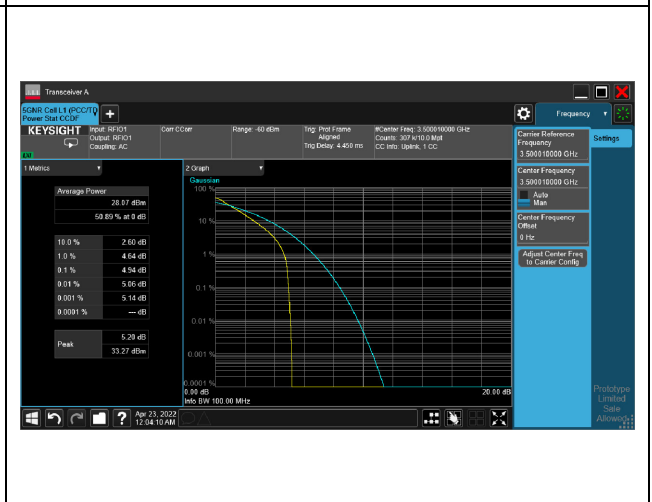 Transceiver A
5GNR Cell L1 (PCC/TD
Power Stat CCDF
KEYSIGHT
Input: RFIO1
Output: RFIO1
Coupling: AC
Corr CCorr
Range: -60 dBm
Trig: Port Frame
Aligned
Trig Delay: 4.450 ms
#Center Freq: 3.500010000 GHz
Counts: 307 k/10.0 Mpt
CC Info: Uplink, 1 CC
1 Metrics
Average Power
28.07 dBm
50.89 % at 0 dB
10.0 % 2.60 dB
1.0 % 4.64 dB
0.1 % 4.94 dB
0.01 % 5.06 dB
0.001 % 5.14 dB
0.0001 % --- dB
Peak
5.20 dB
33.27 dBm
2 Graph
Gaussian
100 %
10 %
1 %
0.1 %
0.01 %
0.001 %
0.0001 %
0.00 dB 20.00 dB
Info BW 100.00 MHz
Frequency
Settings
Carrier Reference
Frequency
3.500010000 GHz
Center Frequency
3.500010000 GHz
Auto
Man
Center Frequency
Offset
0 Hz
Adjust Center Freq
to Carrier Config
Prototype
Limited
Sale
Allowed
?
Apr 23, 2022
12:04:10 AM